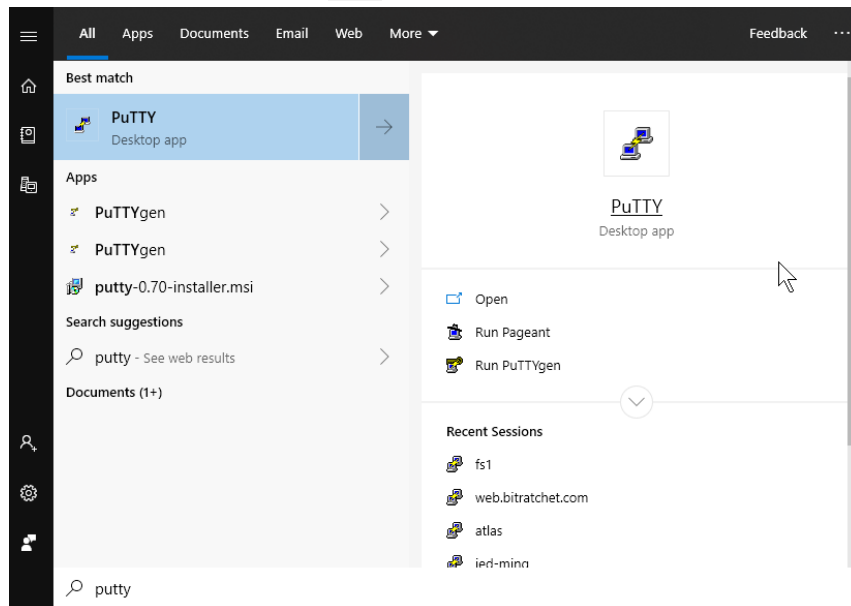 All Apps Documents Email Web More Feedback ...
Best match
PuTTY
Desktop app
Apps
PuTTYgen
PuTTYgen
putty-0.70-installer.msi
Search suggestions
putty - See web results
Documents (1+)
PuTTY
Desktop app
Open
Run Pageant
Run PuTTYgen
Recent Sessions
fs1
web.bitratchet.com
atlas
jed-ming
putty